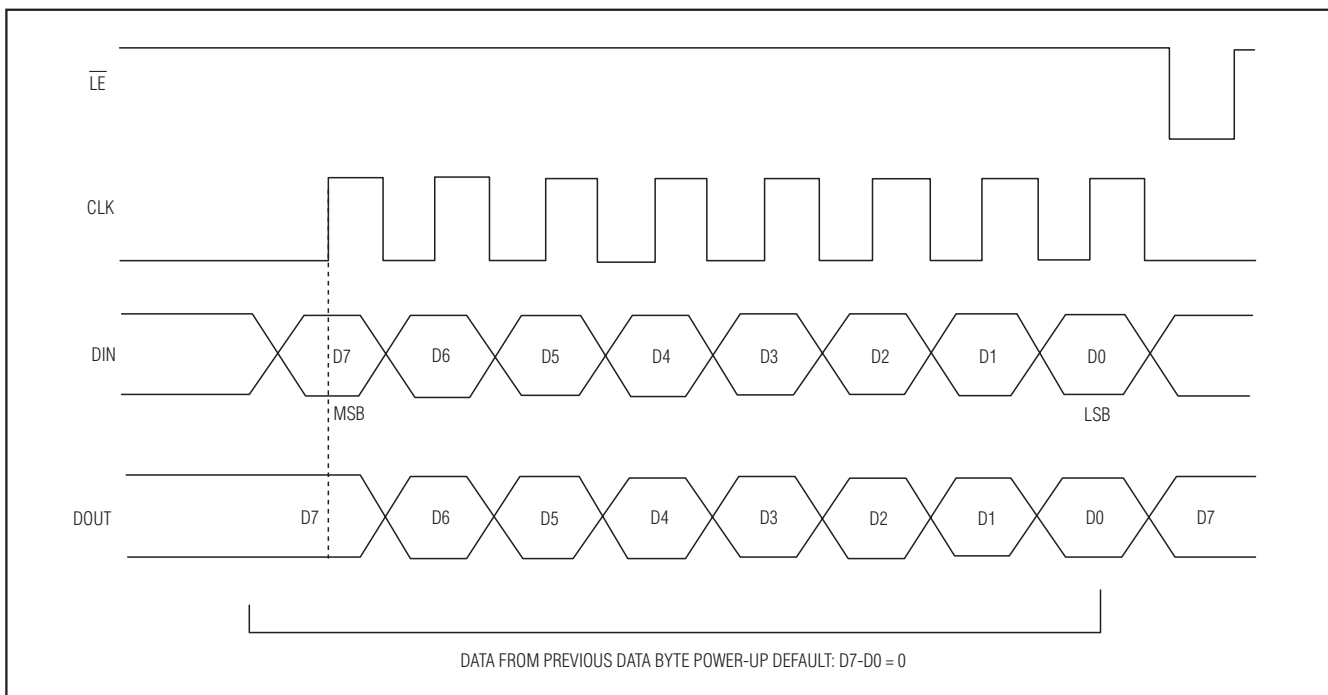 L̅E̅
CLK
DIN
D7 D6 D5 D4 D3 D2 D1 D0
MSB LSB
DOUT
D7 D6 D5 D4 D3 D2 D1 D0 D7
DATA FROM PREVIOUS DATA BYTE POWER-UP DEFAULT: D7-D0 = 0